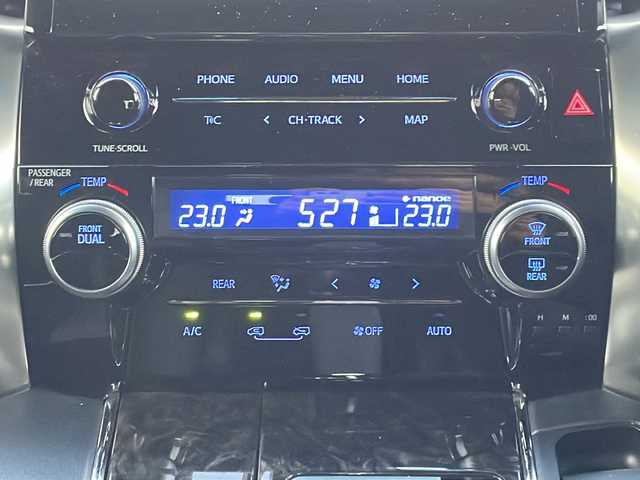 PHONE AUDIO MENU HOME
T⏻C < CH·TRACK > MAP
TUNE·SCROLL
PWR·VOL
PASSENGER
/REAR
TEMP
TEMP
FRONT
nanoe
23.0 5:27 23.0
FRONT
DUAL
FRONT
REAR
REAR < >
H M :00
A/C OFF AUTO